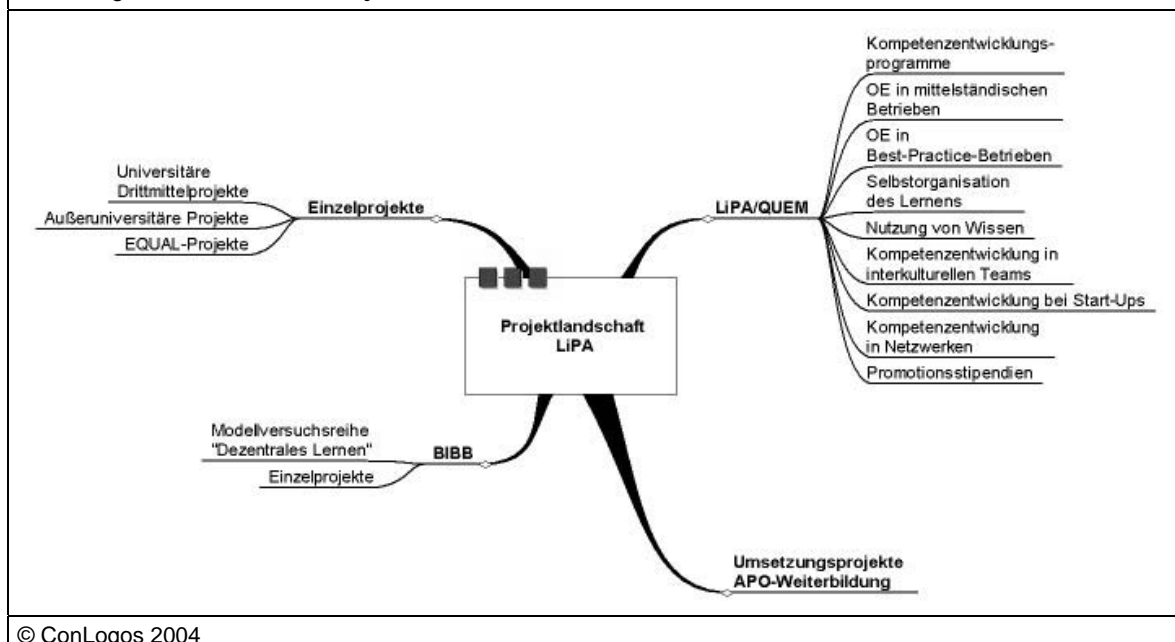 Kompetenzentwicklungs-
programme
OE in mittelständischen
Betrieben
OE in
Best-Practice-Betrieben
Selbstorganisation
des Lernens
Nutzung von Wissen
Kompetenzentwicklung in
interkulturellen Teams
Kompetenzentwicklung bei Start-Ups
Kompetenzentwicklung
in Netzwerken
Promotionsstipendien
LiPA/QUEM
Universitäre
Drittmittelprojekte
Außeruniversitäre Projekte
EQUAL-Projekte
Einzelprojekte
Projektlandschaft
LiPA
Modellversuchsreihe
"Dezentrales Lernen"
Einzelprojekte
BIBB
Umsetzungsprojekte
APO-Weiterbildung
© ConLogos 2004